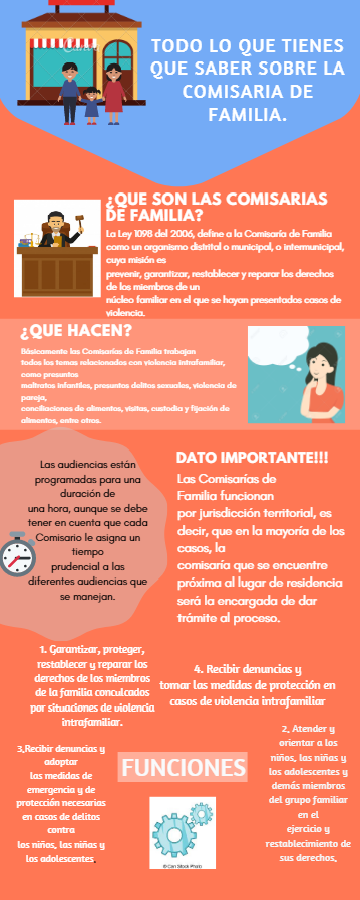 TODO LO QUE TIENES
QUE SABER SOBRE LA
COMISARIA DE
FAMILIA.
¿QUE SON LAS COMISARIAS
DE FAMILIA?
La Ley 1098 del 2006, define a la Comisaría de Familia
como un organismo distrital o municipal, o intermunicipal,
cuya misión es
prevenir, garantizar, restablecer y reparar los derechos
de los miembros de un
núcleo familiar en el que se hayan presentados casos de
violencia.
¿QUE HACEN?
Básicamente las Comisarías de Familia trabajan
todos los temas relacionados con violencia intrafamiliar,
como presuntos
maltratos infantiles, presuntos delitos sexuales, violencia de
pareja,
conciliaciones de alimentos, visitas, custodia y fijación de
alimentos, entre otros.
Las audiencias están
programadas para una
duración de
una hora, aunque se debe
tener en cuenta que cada
Comisario le asigna un
tiempo
prudencial a las
diferentes audiencias que
se manejan.
DATO IMPORTANTE!!!
Las Comisarías de
Familia funcionan
por jurisdicción territorial, es
decir, que en la mayoría de los
casos, la
comisaría que se encuentre
próxima al lugar de residencia
será la encargada de dar
trámite al proceso.
1. Garantizar, proteger,
restablecer y reparar los
derechos de los miembros
de la familia conculcados
por situaciones de violencia
intrafamiliar.
4. Recibir denuncias y
tomar las medidas de protección en
casos de violencia intrafamiliar
3.Recibir denuncias y
adoptar
las medidas de
emergencia y de
protección necesarias
en casos de delitos
contra
los niños, las niñas y
los adolescentes.
FUNCIONES
2. Atender y
orientar a los
niños, las niñas y
los adolescentes y
demás miembros
del grupo familiar
en el
ejercicio y
restablecimiento de
sus derechos.
© Can Stock Photo